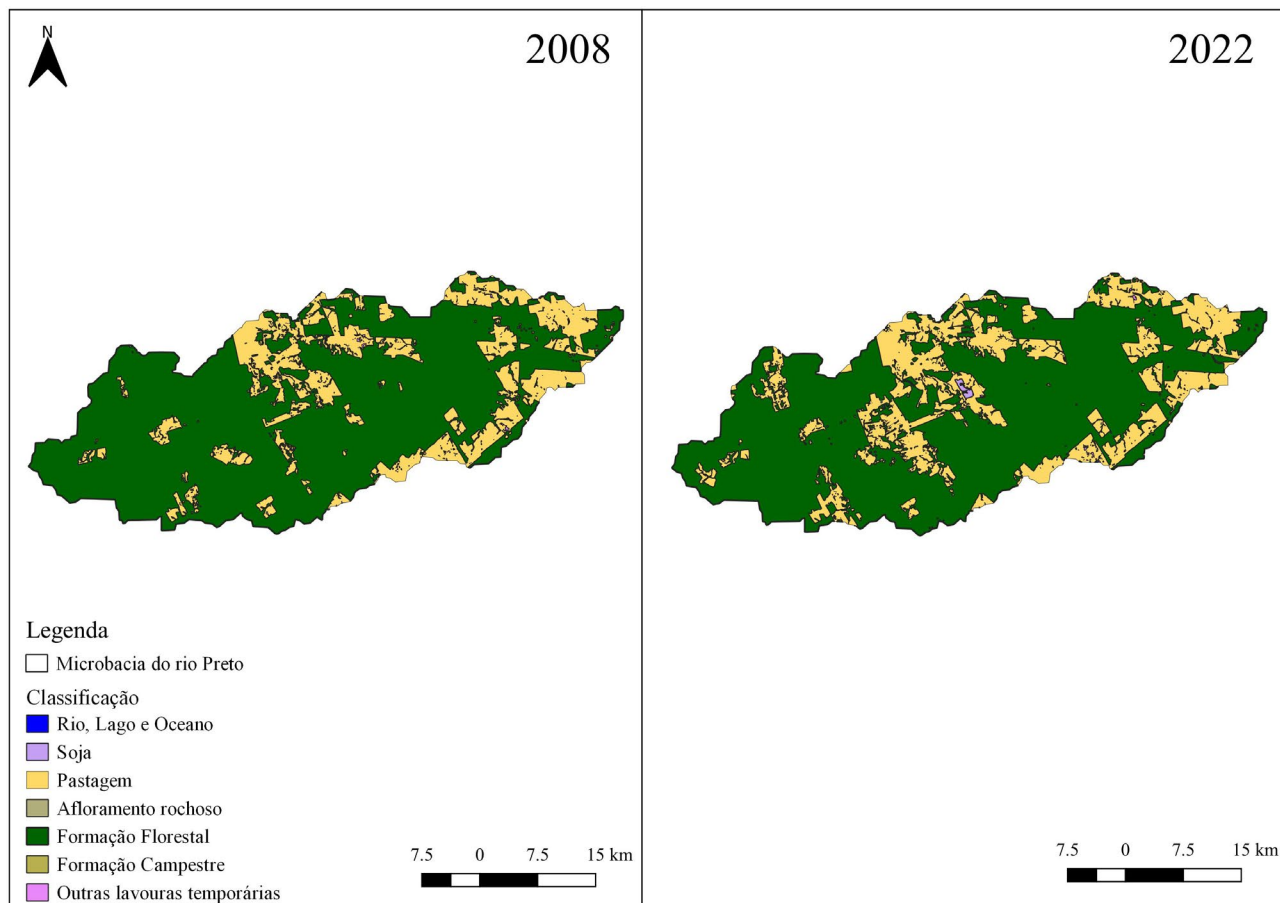 N
2008
2022
Legenda
Microbacia do rio Preto
Classificação
Rio, Lago e Oceano
Soja
Pastagem
Afloramento rochoso
Formação Florestal
Formação Campestre
Outras lavouras temporárias
7.5 0 7.5 15 km
7.5 0 7.5 15 km